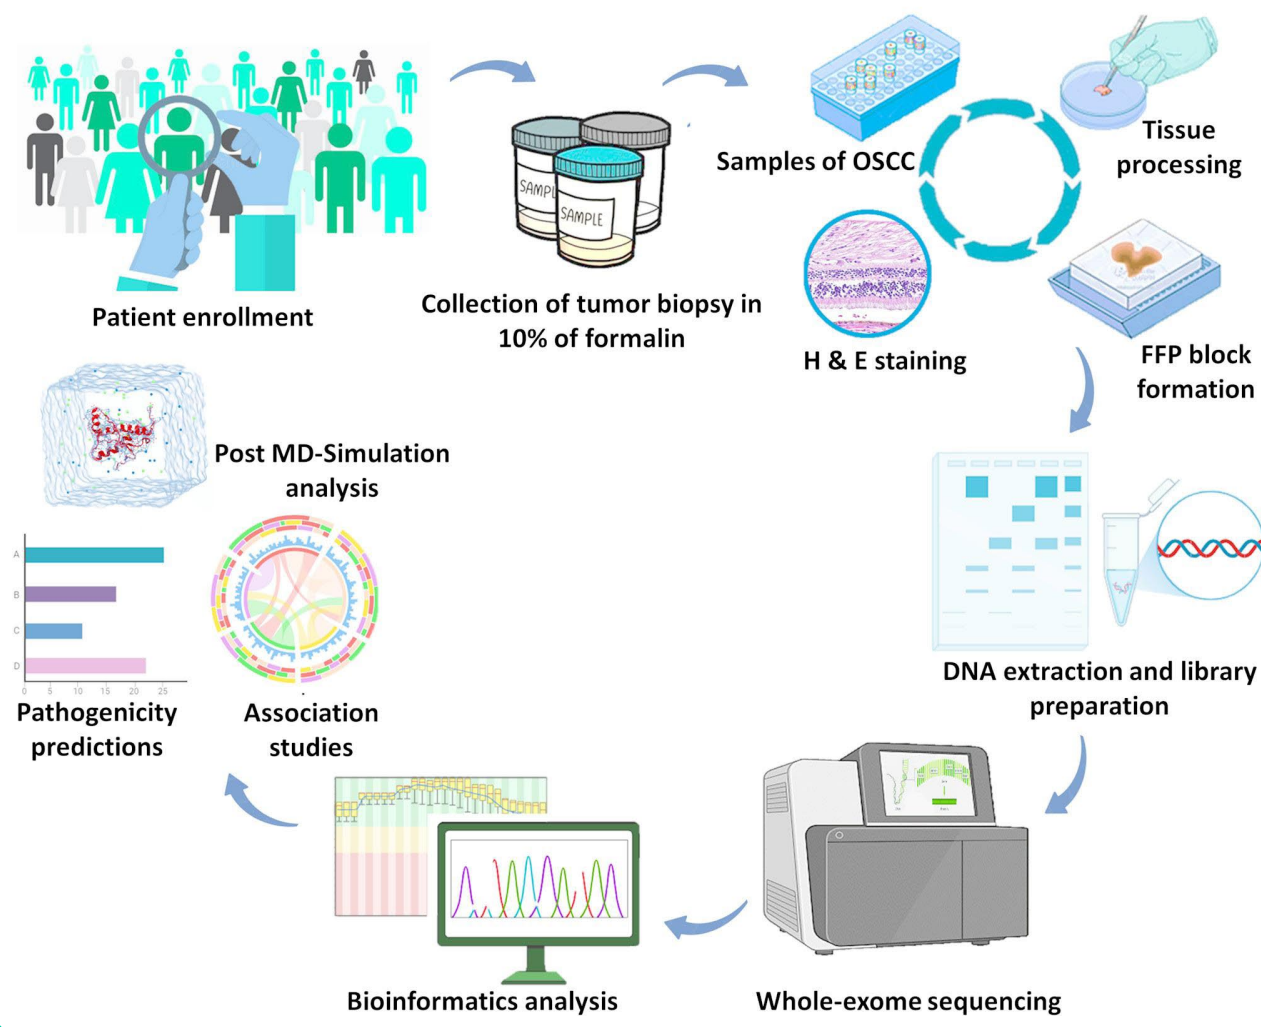 Patient enrollment
SAMPL
SAMPLE
Collection of tumor biopsy in
10% of formalin
Samples of OSCC
Tissue
processing
H & E staining
FFP block
formation
DNA extraction and library
preparation
Whole-exome sequencing
Bioinformatics analysis
Post MD-Simulation
analysis
A
B
C
D
0 5 10 15 20 25
Pathogenicity
predictions
Association
studies